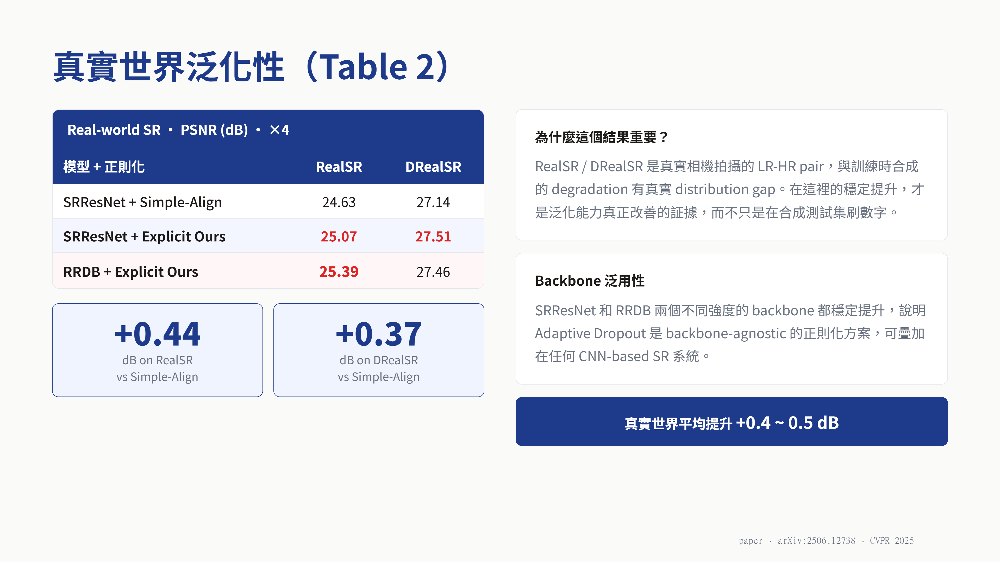 真實世界泛化性（Table 2）
Real-world SR · PSNR (dB) · ×4
模型 + 正則化 RealSR DRealSR
SRResNet + Simple-Align 24.63 27.14
SRResNet + Explicit Ours 25.07 27.51
RRDB + Explicit Ours 25.39 27.46
+0.44
dB on RealSR
vs Simple-Align
+0.37
dB on DRealSR
vs Simple-Align
為什麼這個結果重要？
RealSR / DRealSR 是真實相機拍攝的 LR-HR pair，與訓練時合成
的 degradation 有真實 distribution gap。在這裡的穩定提升，才
是泛化能力真正改善的証據，而不只是在合成測試集刷數字。
Backbone 泛用性
SRResNet 和 RRDB 兩個不同強度的 backbone 都穩定提升，說明
Adaptive Dropout 是 backbone-agnostic 的正則化方案，可疊加
在任何 CNN-based SR 系統。
真實世界平均提升 +0.4 ~ 0.5 dB
paper · arXiv:2506.12738 · CVPR 2025